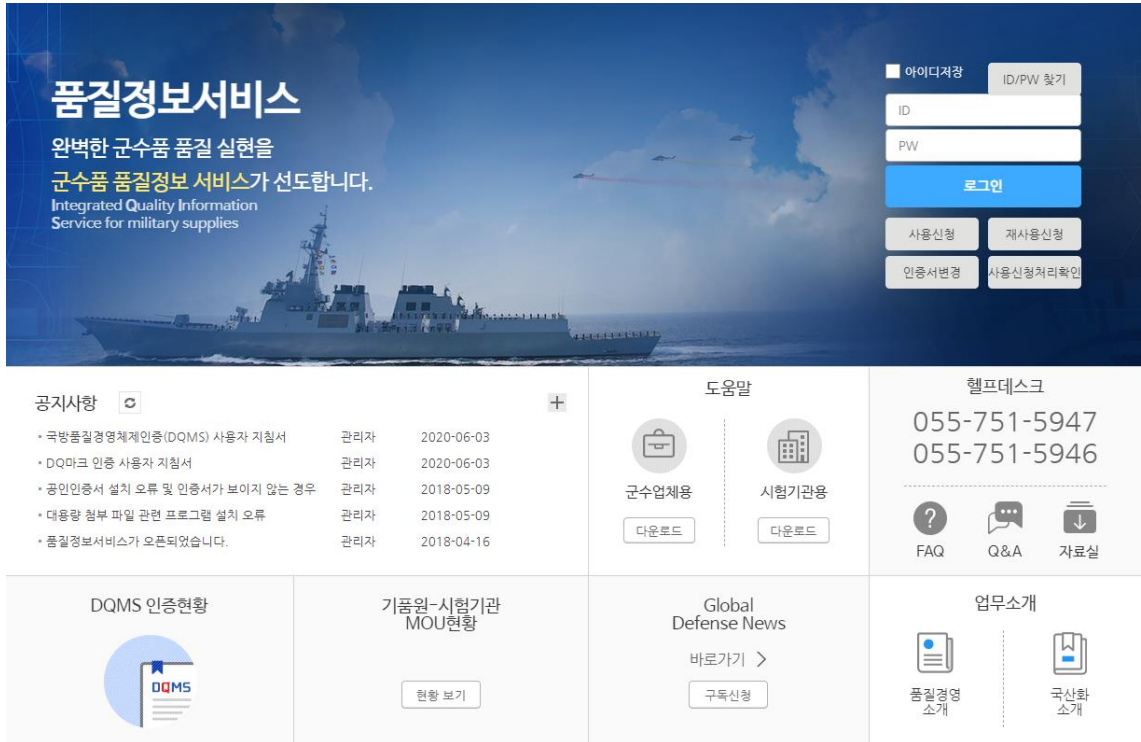 품질정보서비스
완벽한 군수품 품질 실현을
군수품 품질정보 서비스가 선도합니다.
Integrated Quality Information
Service for military supplies
아이디저장
ID/PW 찾기
ID
PW
로그인
사용신청
재사용신청
인증서변경
사용신청처리확인
공지사항
+
• 국방품질경영체제인증(DQMS) 사용자 지침서 관리자 2020-06-03
• DQ마크 인증 사용자 지침서 관리자 2020-06-03
• 공인인증서 설치 오류 및 인증서가 보이지 않는 경우 관리자 2018-05-09
• 대용량 첨부 파일 관련 프로그램 설치 오류 관리자 2018-05-09
• 품질정보서비스가 오픈되었습니다. 관리자 2018-04-16
도움말
군수업체용
다운로드
시험기관용
다운로드
헬프데스크
055-751-5947
055-751-5946
?
FAQ
Q&A
자료실
DQMS 인증현황
DQMS
기품원-시험기관
MOU현황
현황 보기
Global
Defense News
바로가기 >
구독신청
업무소개
품질경영
소개
국산화
소개